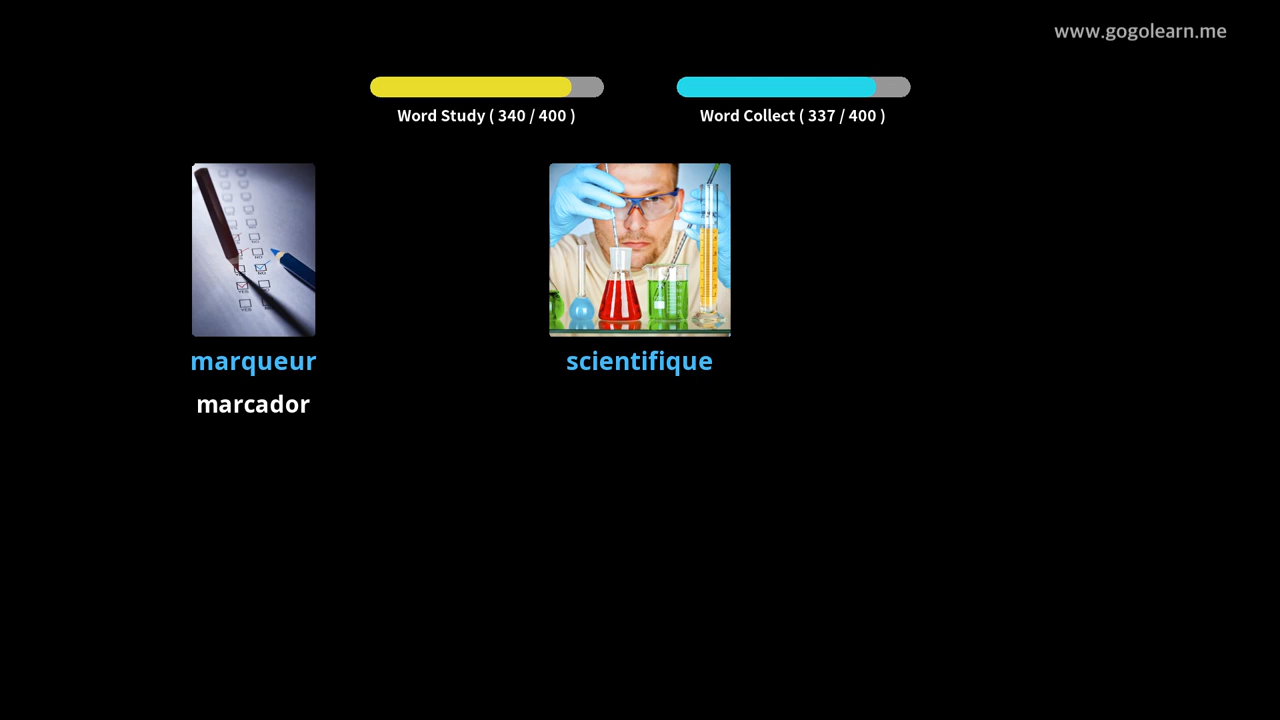 www.gogolearn.me
Word Study ( 340 / 400 )
Word Collect ( 337 / 400 )
marqueur
scientifique
marcador